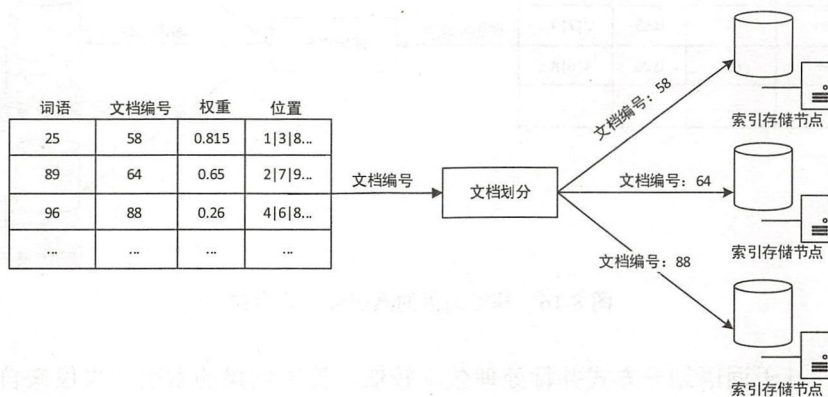 词语 文档编号 权重 位置
25 58 0.815 1|3|8...
89 64 0.65 2|7|9...
96 88 0.26 4|6|8...
... ... ... ...
文档编号
文档划分
文档编号：58
索引存储节点
文档编号：64
索引存储节点
文档编号：88
索引存储节点